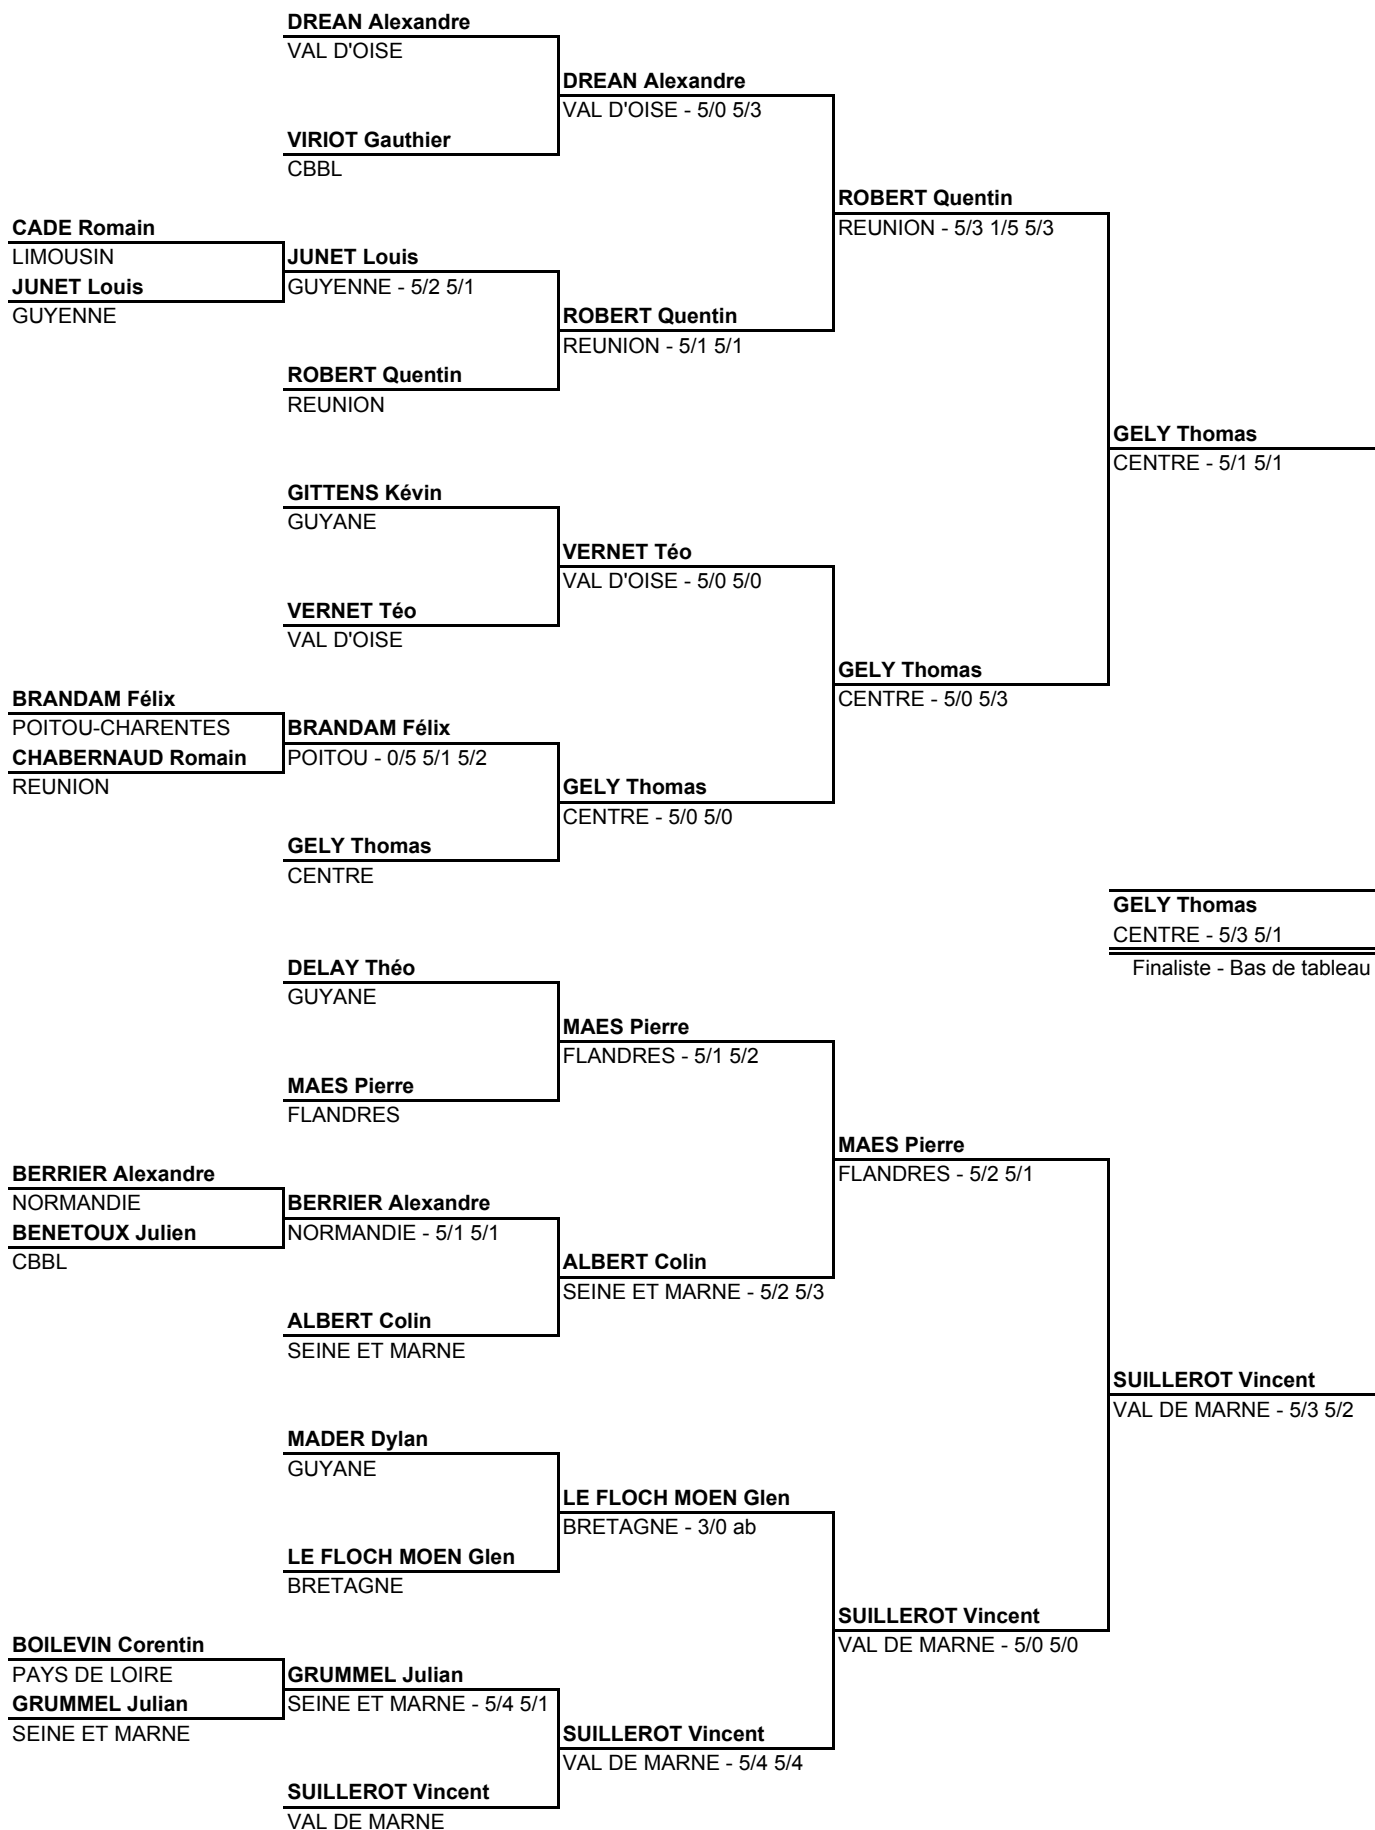 DREAN Alexandre
VAL D'OISE
DREAN Alexandre
VAL D'OISE - 5/0 5/3
VIRIOT Gauthier
CBBL
ROBERT Quentin
REUNION - 5/3 1/5 5/3
CADE Romain
LIMOUSIN
JUNET Louis
JUNET Louis
GUYENNE - 5/2 5/1
GUYENNE
ROBERT Quentin
REUNION - 5/1 5/1
ROBERT Quentin
REUNION
GELY Thomas
CENTRE - 5/1 5/1
GITTENS Kévin
GUYANE
VERNET Téo
VAL D'OISE - 5/0 5/0
VERNET Téo
VAL D'OISE
GELY Thomas
CENTRE - 5/0 5/3
BRANDAM Félix
POITOU-CHARENTES
BRANDAM Félix
CHABERNAUD Romain
POITOU - 0/5 5/1 5/2
REUNION
GELY Thomas
CENTRE - 5/0 5/0
GELY Thomas
CENTRE
GELY Thomas
CENTRE - 5/3 5/1
Finaliste - Bas de tableau
DELAY Théo
GUYANE
MAES Pierre
FLANDRES - 5/1 5/2
MAES Pierre
FLANDRES
MAES Pierre
FLANDRES - 5/2 5/1
BERRIER Alexandre
NORMANDIE
BERRIER Alexandre
BENETOUX Julien
NORMANDIE - 5/1 5/1
CBBL
ALBERT Colin
SEINE ET MARNE - 5/2 5/3
ALBERT Colin
SEINE ET MARNE
SUILLEROT Vincent
VAL DE MARNE - 5/3 5/2
MADER Dylan
GUYANE
LE FLOCH MOEN Glen
BRETAGNE - 3/0 ab
LE FLOCH MOEN Glen
BRETAGNE
SUILLEROT Vincent
VAL DE MARNE - 5/0 5/0
BOILEVIN Corentin
PAYS DE LOIRE
GRUMMEL Julian
GRUMMEL Julian
SEINE ET MARNE - 5/4 5/1
SEINE ET MARNE
SUILLEROT Vincent
VAL DE MARNE - 5/4 5/4
SUILLEROT Vincent
VAL DE MARNE